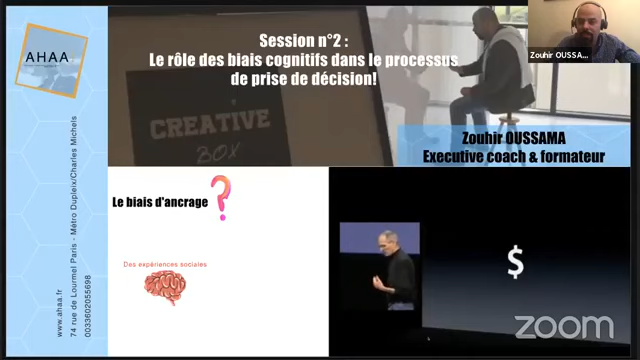 AHAA
Session n°2 :
Le rôle des biais cognitifs dans le processus
de prise de décision!
Zouhir OUSSA...
CREATIVE
BOX
Zouhir OUSSAMA
Executive coach & formateur
Le biais d'ancrage ?
Des expériences sociales
$
www.ahaa.fr
74 rue de Lourmel Paris - Métro Dupleix/Charles Michels
0033602055698
zoom